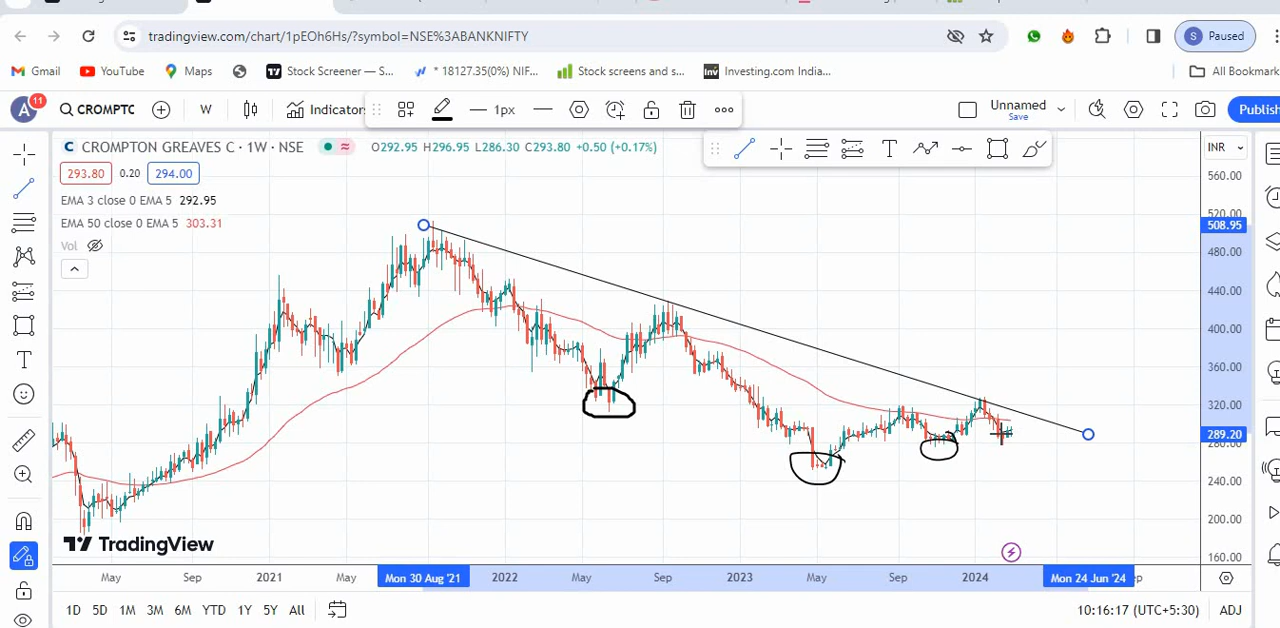 tradingview.com/chart/1pEOh6Hs/?symbol=NSE%3ABANKNIFTY
S Paused
Gmail YouTube Maps Stock Screener — S... * 18127.35(0%) NIF... Stock screens and s... Inv Investing.com India... All Bookmark
A 11 CROMPTC W Indicator 1px Unnamed Save Publish
C CROMPTON GREAVES C · 1W · NSE O292.95 H296.95 L286.30 C293.80 +0.50 (+0.17%) INR
293.80 0.20 294.00
EMA 3 close 0 EMA 5 292.95
EMA 50 close 0 EMA 5 303.31
Vol
560.00
520.00
508.95
480.00
440.00
400.00
360.00
320.00
289.20
280.00
240.00
200.00
160.00
TradingView
May Sep 2021 May Mon 30 Aug '21 2022 May Sep 2023 May Sep 2024 Mon 24 Jun '24
1D 5D 1M 3M 6M YTD 1Y 5Y All 10:16:17 (UTC+5:30) ADJ